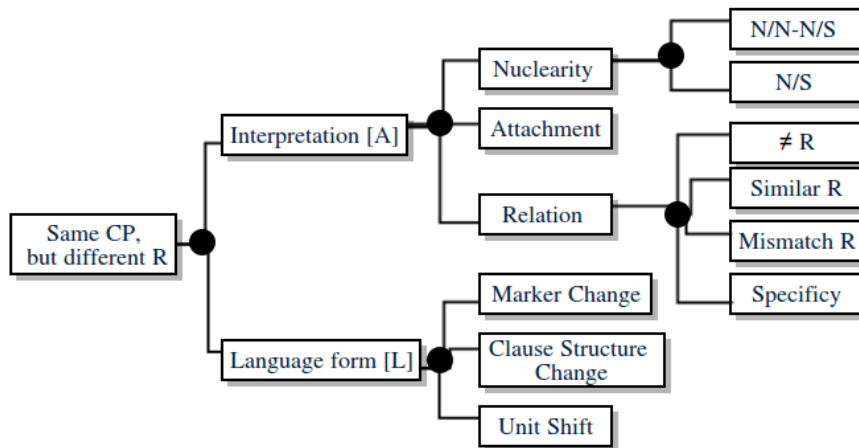 N/N-N/S
Nuclearity
N/S
Interpretation [A]
Attachment
≠ R
Similar R
Relation
Same CP,
but different R
Mismatch R
Marker Change
Specificy
Language form [L]
Clause Structure
Change
Unit Shift